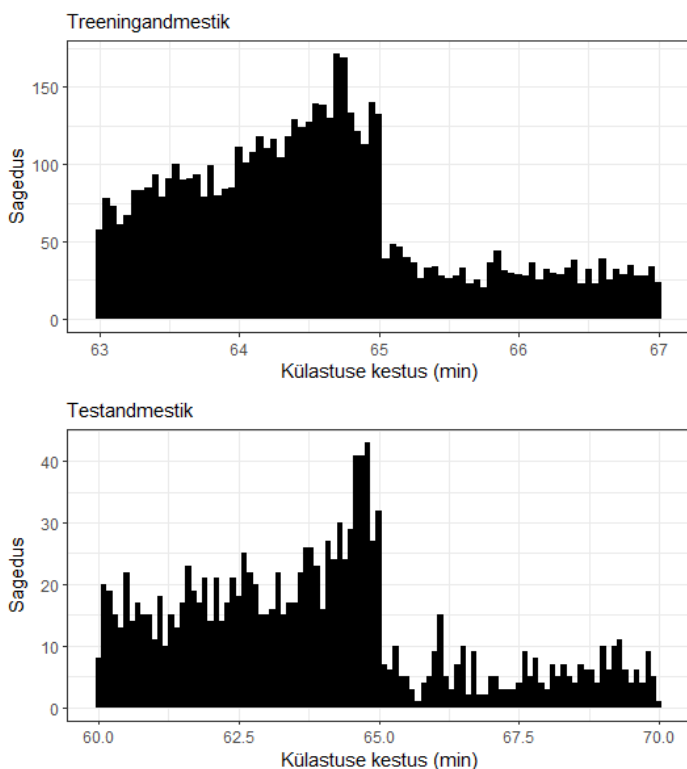 Treeningandmestik
150
100
50
0
Sagedus
63 64 65 66 67
Külastuse kestus (min)
Testandmestik
40
30
20
10
0
Sagedus
60.0 62.5 65.0 67.5 70.0
Külastuse kestus (min)